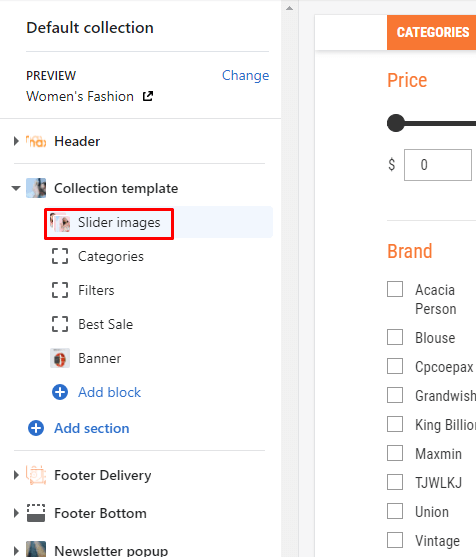 Default collection
PREVIEW
Change
Women's Fashion
Header
Collection template
Slider images
Categories
Filters
Best Sale
Banner
Add block
Add section
Footer Delivery
Footer Bottom
Newsletter popup
CATEGORIES
Price
$ 0
Brand
Acacia
Person
Blouse
Cpcoepax
Grandwish
King Billion
Maxmin
TJWLKJ
Union
Vintage